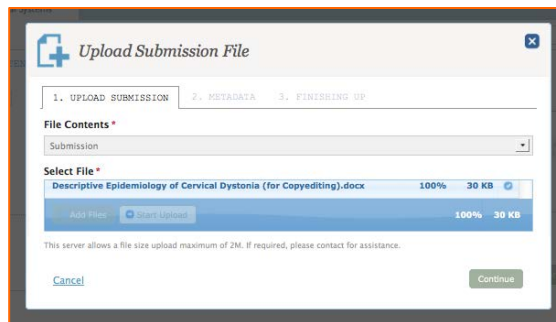 Upload Submission File
1. UPLOAD SUBMISSION 2. METADATA 3. FINISHING UP
File Contents *
Submission
Select File *
Descriptive Epidemiology of Cervical Dystonia (for Copyediting).docx 100% 30 KB
Add Files Start Upload 100% 30 KB
This server allows a file size upload maximum of 2M. If required, please contact for assistance.
Cancel Continue